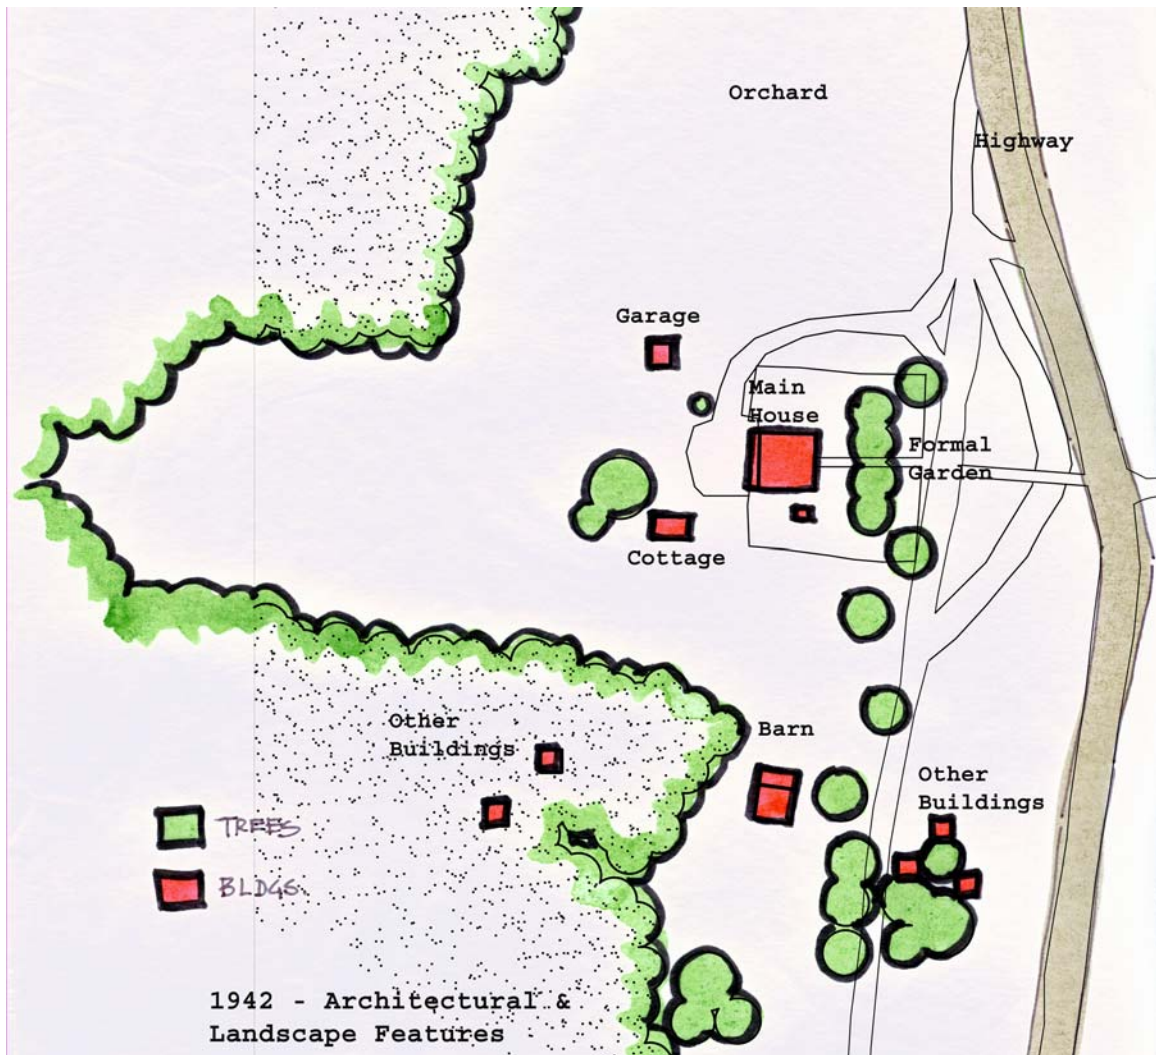 Orchard
Highway
Garage
Main
House
Formal
Garden
Cottage
Other
Buildings
Barn
Other
Buildings
TREES
BLDGS
1942 - Architectural &
Landscape Features